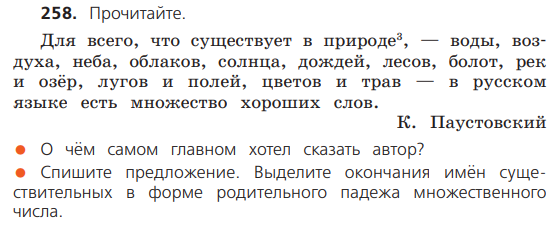 258. Прочитайте.
Для всего, что существует в природе³, — воды, воз-
духа, неба, облаков, солнца, дождей, лесов, болот, рек
и озёр, лугов и полей, цветов и трав — в русском
языке есть множество хороших слов.
К. Паустовский
● О чём самом главном хотел сказать автор?
● Спишите предложение. Выделите окончания имён суще-
ствительных в форме родительного падежа множественного
числа.